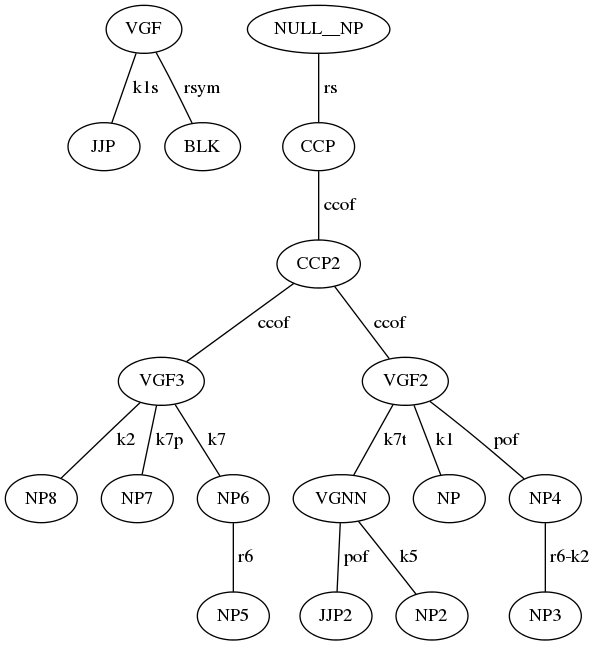 VGF NULL__NP
k1s rsym rs
JJP BLK CCP
ccof
CCP2
ccof ccof
VGF3 VGF2
k2 k7p k7 k7t k1 pof
NP8 NP7 NP6 VGNN NP NP4
r6 pof k5 r6-k2
NP5 JJP2 NP2 NP3